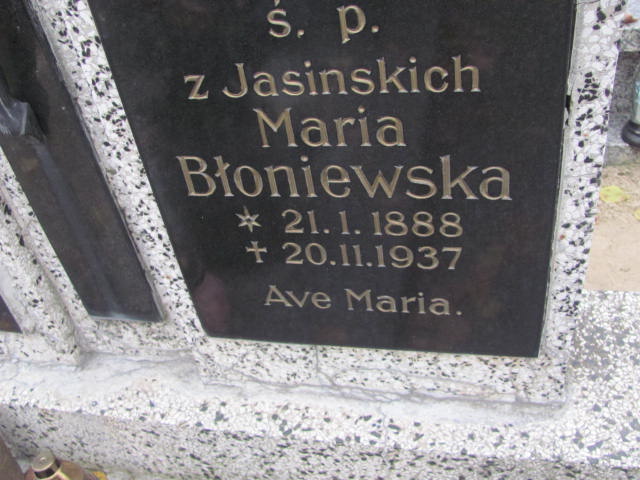 ś. p.
z Jasinskich
Maria
Błoniewska
* 21. 1. 1888
✝ 20.11.1937
Ave Maria.